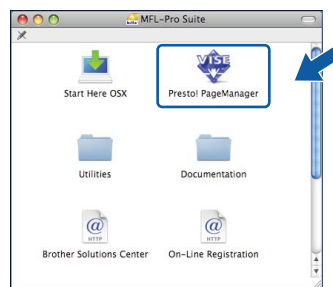 MFL-Pro Suite
VISE
Start Here OSX
Presto! PageManager
Utilities
Documentation
@
HTTP
@
HTTP
Brother Solutions Center
On-Line Registration